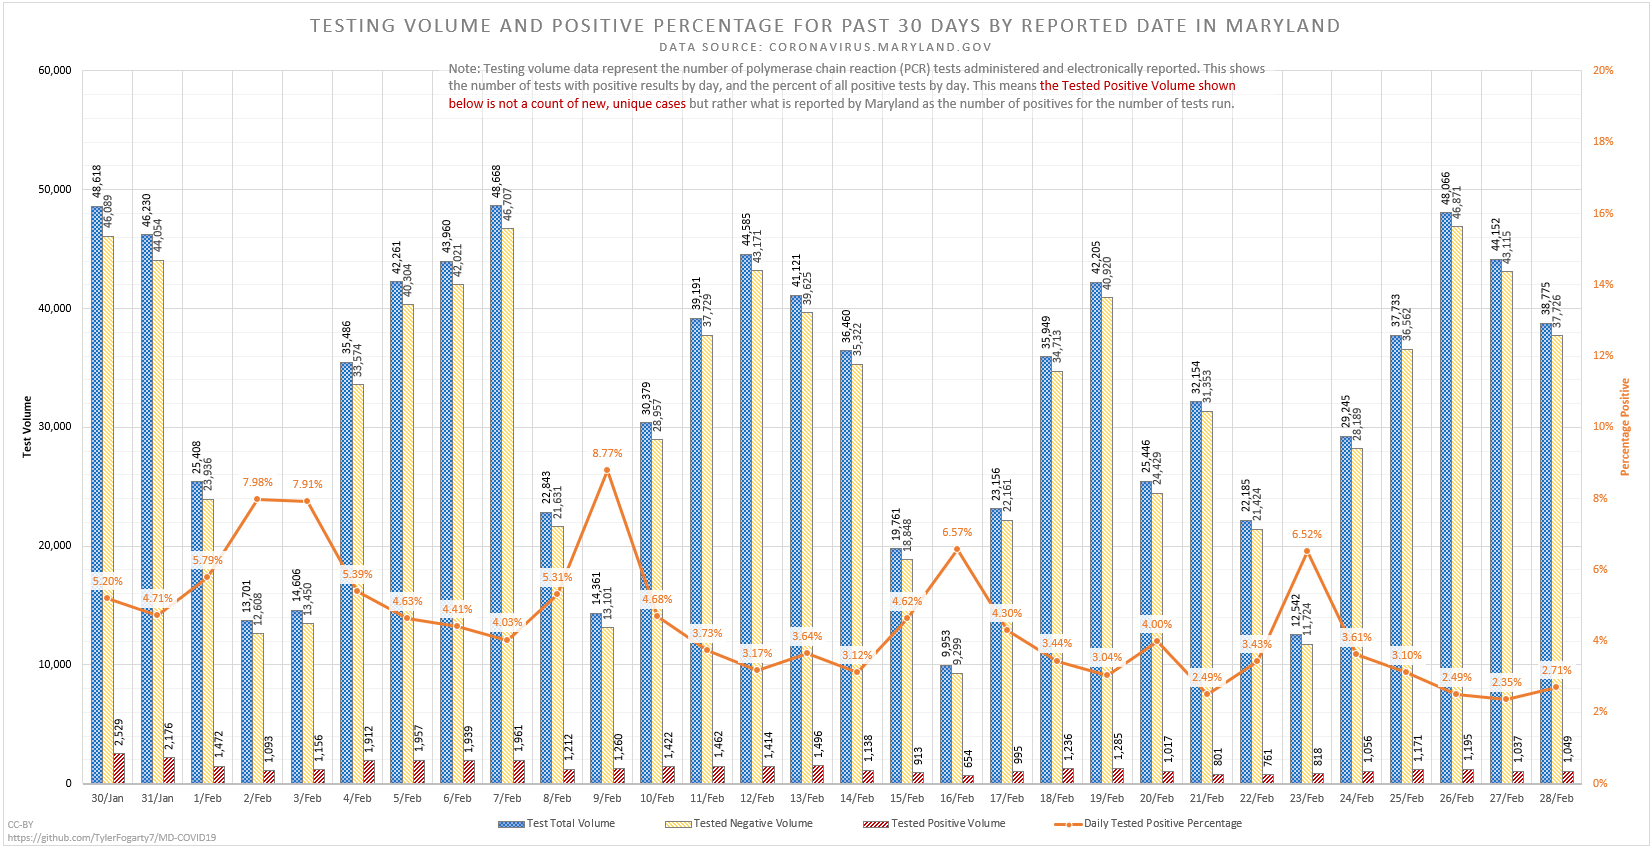 TESTING VOLUME AND POSITIVE PERCENTAGE FOR PAST 30 DAYS BY REPORTED DATE IN MARYLAND
DATA SOURCE: CORONAVIRUS.MARYLAND.GOV
Note: Testing volume data represent the number of polymerase chain reaction (PCR) tests administered and electronically reported. This shows
the number of tests with positive results by day, and the percent of all positive tests by day. This means the Tested Positive Volume shown
below is not a count of new, unique cases but rather what is reported by Maryland as the number of positives for the number of tests run.
Test Volume
60,000
50,000
40,000
30,000
20,000
10,000
0
Percentage Positive
20%
18%
16%
14%
12%
10%
8%
6%
4%
2%
0%
48,618 46,089 5.20% 2,529
46,230 44,054 4.71% 2,176
25,408 23,936 5.79% 1,472
13,701 12,608 7.98% 1,093
14,606 13,450 7.91% 1,156
35,486 33,574 5.39% 1,912
42,261 40,304 4.63% 1,957
43,960 42,021 4.41% 1,939
48,668 46,707 4.03% 1,961
22,843 21,631 5.31% 1,212
14,361 13,101 8.77% 1,260
30,379 28,957 4.68% 1,422
39,191 37,729 3.73% 1,462
44,585 43,171 3.17% 1,414
41,121 39,625 3.64% 1,496
36,460 35,322 3.12% 1,138
19,761 18,848 4.62% 913
9,953 9,299 6.57% 654
23,156 22,161 4.30% 995
35,949 34,713 3.44% 1,236
42,205 40,920 3.04% 1,285
25,446 24,429 4.00% 1,017
32,154 31,353 2.49% 801
22,185 21,424 3.43% 761
12,542 11,724 6.52% 818
29,245 28,189 3.61% 1,056
37,733 36,562 3.10% 1,171
48,066 46,871 2.49% 1,195
44,152 43,115 2.35% 1,037
38,775 37,726 2.71% 1,049
30/Jan 31/Jan 1/Feb 2/Feb 3/Feb 4/Feb 5/Feb 6/Feb 7/Feb 8/Feb 9/Feb 10/Feb 11/Feb 12/Feb 13/Feb 14/Feb 15/Feb 16/Feb 17/Feb 18/Feb 19/Feb 20/Feb 21/Feb 22/Feb 23/Feb 24/Feb 25/Feb 26/Feb 27/Feb 28/Feb
Test Total Volume Tested Negative Volume Tested Positive Volume Daily Tested Positive Percentage
CC-BY
https://github.com/TylerFogarty7/MD-COVID19